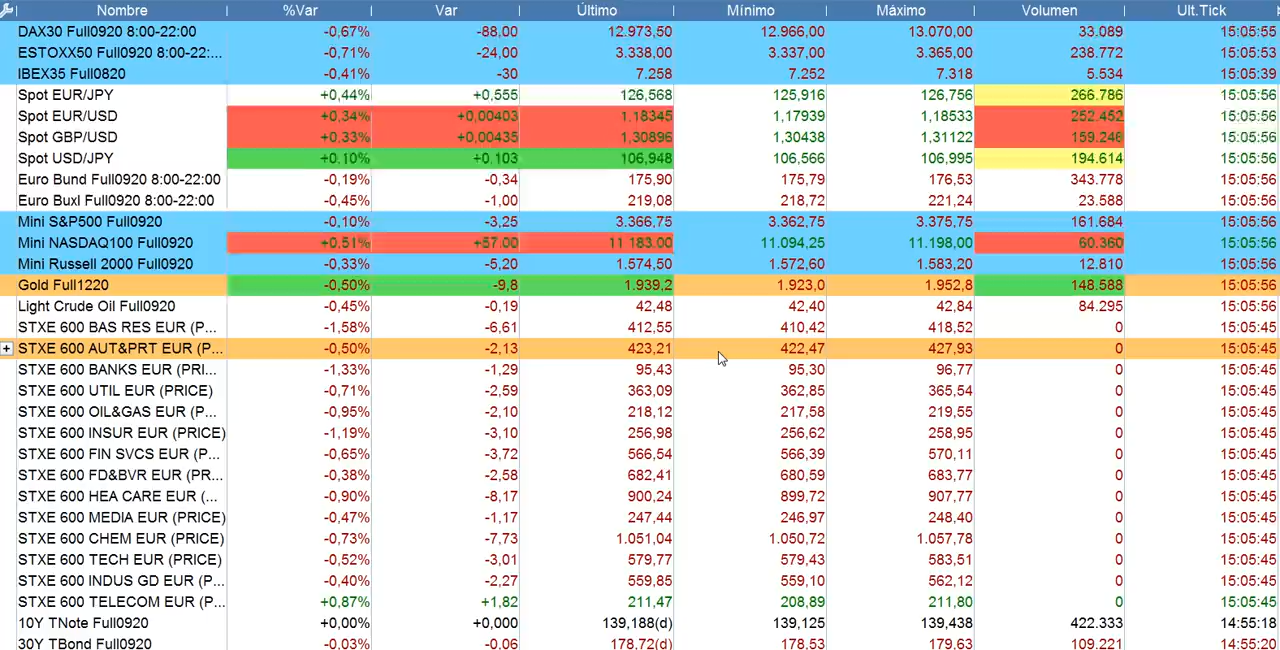 Nombre %Var Var Último Mínimo Máximo Volumen Ult.Tick
DAX30 Full0920 8:00-22:00 -0,67% -88,00 12.973,50 12.966,00 13.070,00 33.089 15:05:55
ESTOXX50 Full0920 8:00-22:... -0,71% -24,00 3.338,00 3.337,00 3.365,00 238.772 15:05:53
IBEX35 Full0820 -0,41% -30 7.258 7.252 7.318 5.534 15:05:39
Spot EUR/JPY +0,44% +0,555 126,568 125,916 126,756 266.786 15:05:56
Spot EUR/USD +0,34% +0,00403 1,18345 1,17939 1,18533 252.452 15:05:56
Spot GBP/USD +0,33% +0,00435 1,30896 1,30438 1,31122 159.246 15:05:56
Spot USD/JPY +0,10% +0,103 106,948 106,566 106,995 194.614 15:05:56
Euro Bund Full0920 8:00-22:00 -0,19% -0,34 175,90 175,79 176,53 343.778 15:05:56
Euro Buxl Full0920 8:00-22:00 -0,45% -1,00 219,08 218,72 221,24 23.588 15:05:56
Mini S&P500 Full0920 -0,10% -3,25 3.366,75 3.362,75 3.375,75 161.684 15:05:56
Mini NASDAQ100 Full0920 +0,51% +57,00 11.183,00 11.094,25 11.198,00 60.360 15:05:56
Mini Russell 2000 Full0920 -0,33% -5,20 1.574,50 1.572,60 1.583,20 12.810 15:05:56
Gold Full1220 -0,50% -9,8 1.939,2 1.923,0 1.952,8 148.588 15:05:56
Light Crude Oil Full0920 -0,45% -0,19 42,48 42,40 42,84 84.295 15:05:56
STXE 600 BAS RES EUR (P... -1,58% -6,61 412,55 410,42 418,52 0 15:05:45
STXE 600 AUT&PRT EUR (P... -0,50% -2,13 423,21 422,47 427,93 0 15:05:45
STXE 600 BANKS EUR (PRI... -1,33% -1,29 95,43 95,30 96,77 0 15:05:45
STXE 600 UTIL EUR (PRICE) -0,71% -2,59 363,09 362,85 365,54 0 15:05:45
STXE 600 OIL&GAS EUR (P... -0,95% -2,10 218,12 217,58 219,55 0 15:05:45
STXE 600 INSUR EUR (PRICE) -1,19% -3,10 256,98 256,62 258,95 0 15:05:45
STXE 600 FIN SVCS EUR (P... -0,65% -3,72 566,54 566,39 570,11 0 15:05:45
STXE 600 FD&BVR EUR (PR... -0,38% -2,58 682,41 680,59 683,77 0 15:05:45
STXE 600 HEA CARE EUR (... -0,90% -8,17 900,24 899,72 907,77 0 15:05:45
STXE 600 MEDIA EUR (PRICE) -0,47% -1,17 247,44 246,97 248,40 0 15:05:45
STXE 600 CHEM EUR (PRICE) -0,73% -7,73 1.051,04 1.050,72 1.057,78 0 15:05:45
STXE 600 TECH EUR (PRICE) -0,52% -3,01 579,77 579,43 583,51 0 15:05:45
STXE 600 INDUS GD EUR (P... -0,40% -2,27 559,85 559,10 562,12 0 15:05:45
STXE 600 TELECOM EUR (P... +0,87% +1,82 211,47 208,89 211,80 0 15:05:45
10Y TNote Full0920 +0,00% +0,000 139,188(d) 139,125 139,438 422.333 14:55:18
30Y TBond Full0920 -0,03% -0,06 178,72(d) 178,53 179,63 109.221 14:55:20